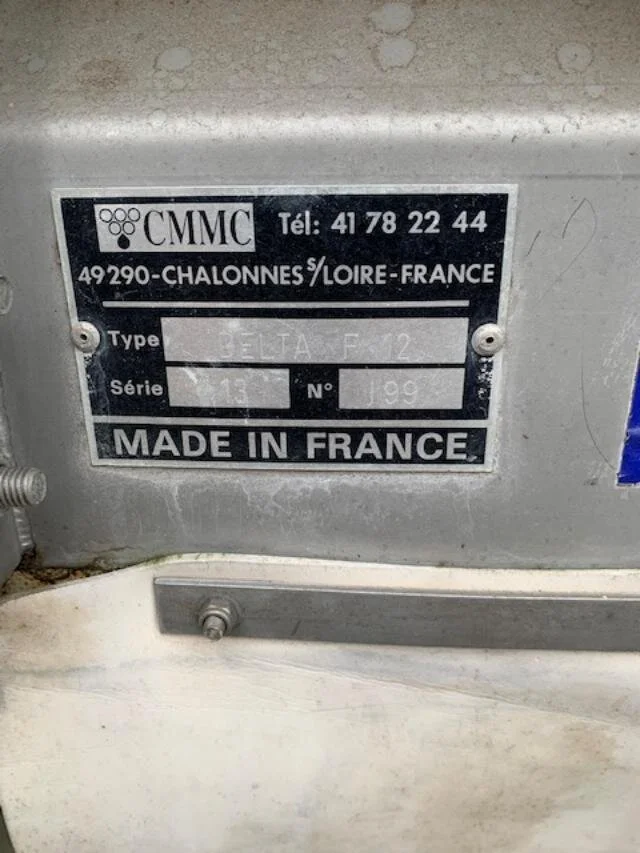 CMMC Tél: 41 78 22 44
49290-CHALONNES S/LOIRE-FRANCE
Type DELTA F 12
Série 13 N° 199
MADE IN FRANCE